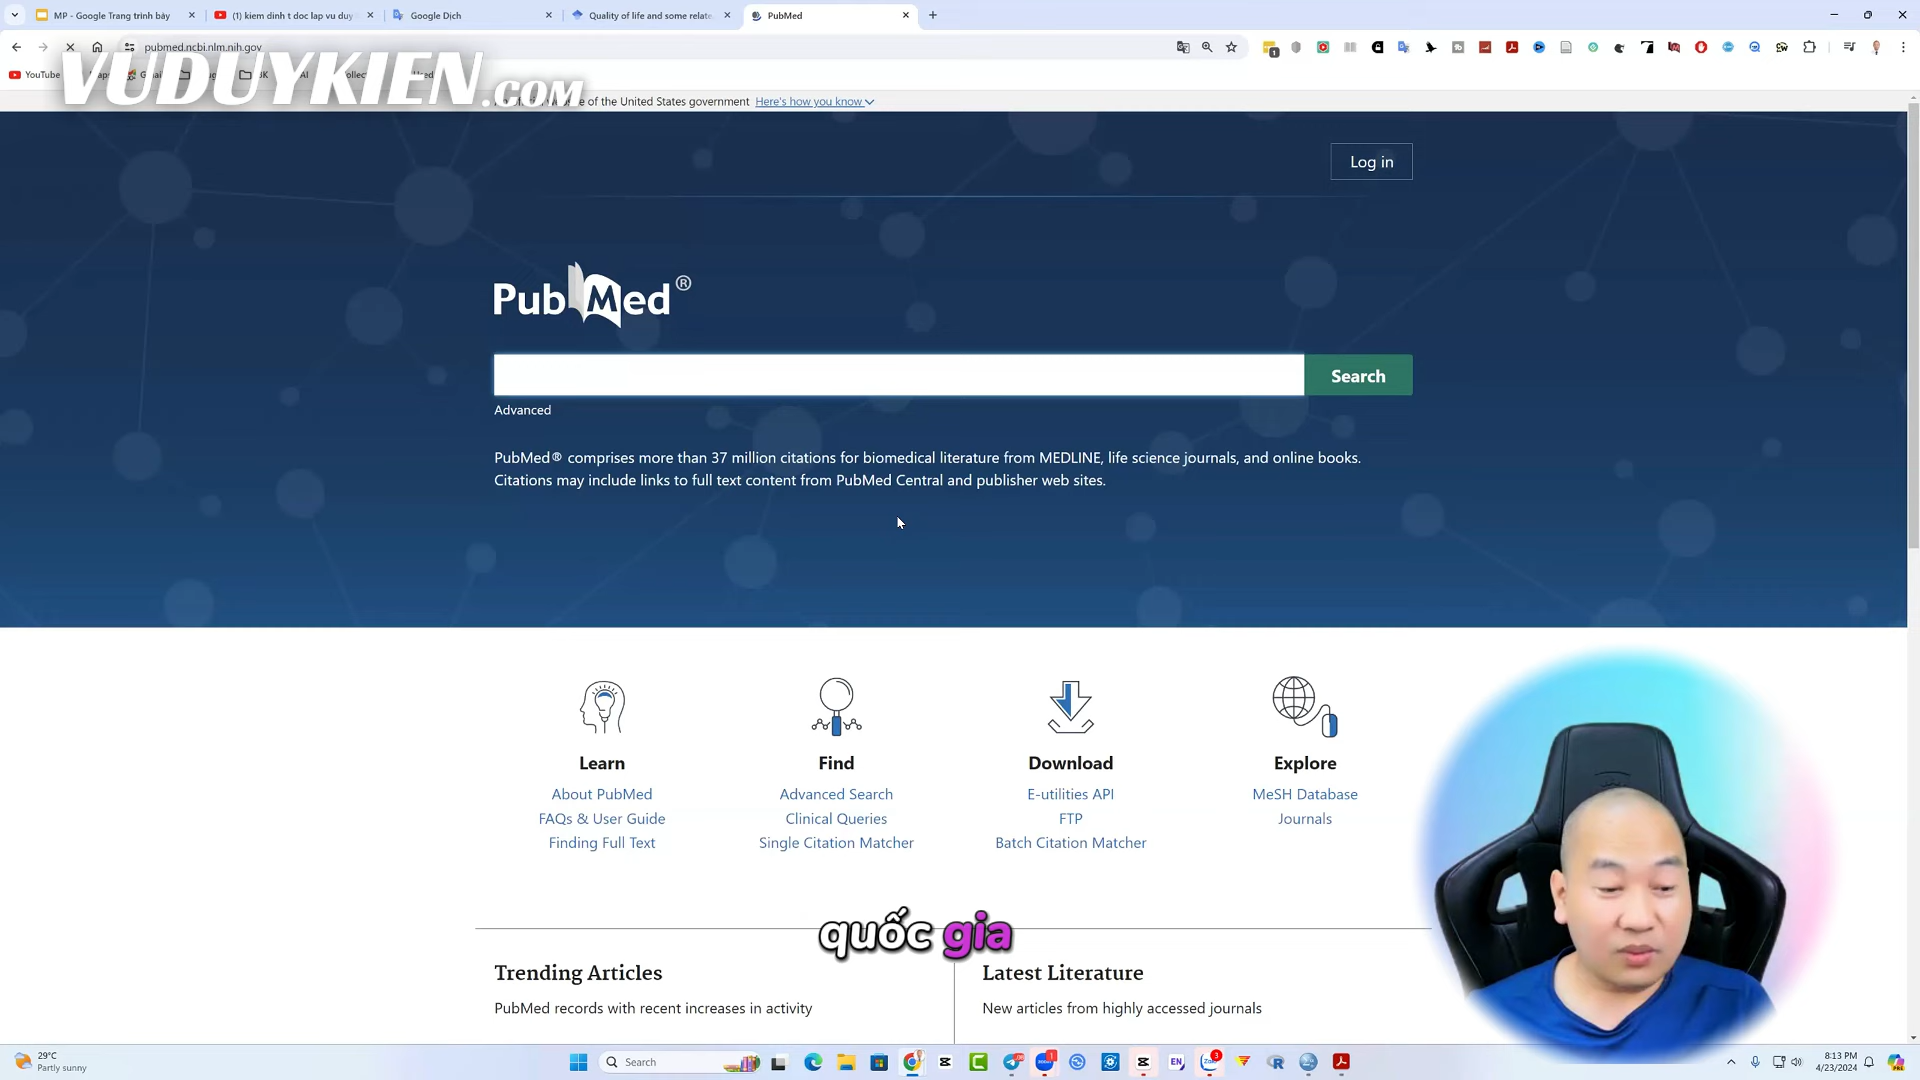 MP - Google Trang trình bày
(1) kiem dinh t doc lap vu duy
Google Dịch
Quality of life and some relate
PubMed
pubmed.ncbi.nlm.nih.gov
YouTube
VUDUYKIEN.COM
of the United States government Here's how you know
Log in
PubMed®
Search
Advanced
PubMed® comprises more than 37 million citations for biomedical literature from MEDLINE, life science journals, and online books.
Citations may include links to full text content from PubMed Central and publisher web sites.
Learn
About PubMed
FAQs & User Guide
Finding Full Text
Find
Advanced Search
Clinical Queries
Single Citation Matcher
Download
E-utilities API
FTP
Batch Citation Matcher
Explore
MeSH Database
Journals
quốc gia
Trending Articles
PubMed records with recent increases in activity
Latest Literature
New articles from highly accessed journals
29°C
Partly sunny
Search
EN
8:13 PM
4/23/2024